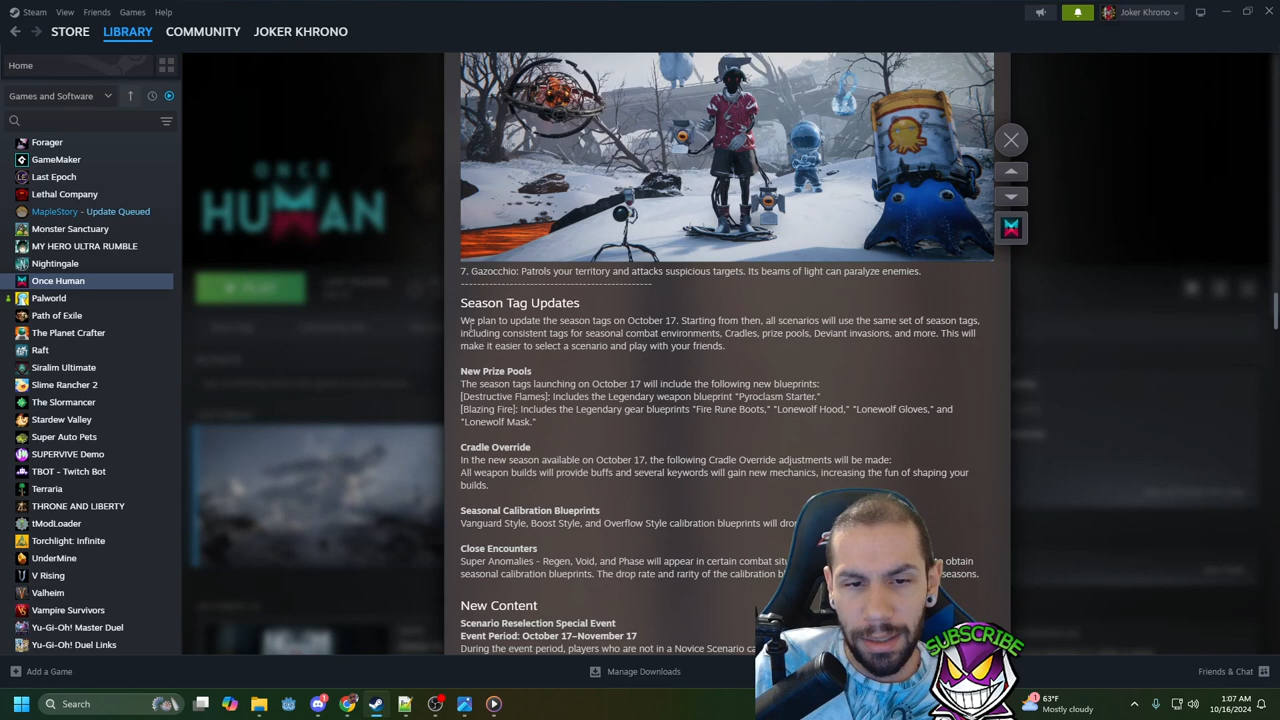 Steam View Friends Games Help
Joker Khrono
STORE LIBRARY COMMUNITY JOKER KHRONO
Home
Games and Software
Forager
GameMaker
Last Epoch
Lethal Company
MapleStory - Update Queued
Monster Sanctuary
MY HERO ULTRA RUMBLE
Nightingale
Once Human
Palworld
Path of Exile
The Planet Crafter
Raft
Siralim Ultimate
Slime Rancher 2
The Slormancer
Stardew Valley
Super Auto Pets
SUPERVIVE Demo
TBOT - Twitch Bot
Terraria
THRONE AND LIBERTY
tModLoader
Torchlight: Infinite
UnderMine
V Rising
Valheim
Vampire Survivors
Yu-Gi-Oh! Master Duel
Yu-Gi-Oh! Duel Links
ONCE
HUMAN
PLAY
7. Gazocchio: Patrols your territory and attacks suspicious targets. Its beams of light can paralyze enemies.
-----------------------------------------------
Season Tag Updates
We plan to update the season tags on October 17. Starting from then, all scenarios will use the same set of season tags,
including consistent tags for seasonal combat environments, Cradles, prize pools, Deviant invasions, and more. This will
make it easier to select a scenario and play with your friends.
New Prize Pools
The season tags launching on October 17 will include the following new blueprints:
[Destructive Flames]: Includes the Legendary weapon blueprint "Pyroclasm Starter."
[Blazing Fire]: Includes the Legendary gear blueprints "Fire Rune Boots," "Lonewolf Hood," "Lonewolf Gloves," and
"Lonewolf Mask."
Cradle Override
In the new season available on October 17, the following Cradle Override adjustments will be made:
All weapon builds will provide buffs and several keywords will gain new mechanics, increasing the fun of shaping your
builds.
Seasonal Calibration Blueprints
Vanguard Style, Boost Style, and Overflow Style calibration blueprints will
Close Encounters
Super Anomalies - Regen, Void, and Phase will appear in certain combat obtain
seasonal calibration blueprints. The drop rate and rarity of the calibration seasons.
New Content
Scenario Reselection Special Event
Event Period: October 17–November 17
During the event period, players who are not in a Novice Scenario
SUBSCRIBE
Add a Game
Manage Downloads
Friends & Chat
Search
63°F
Mostly cloudy
1:07 AM
10/16/2024